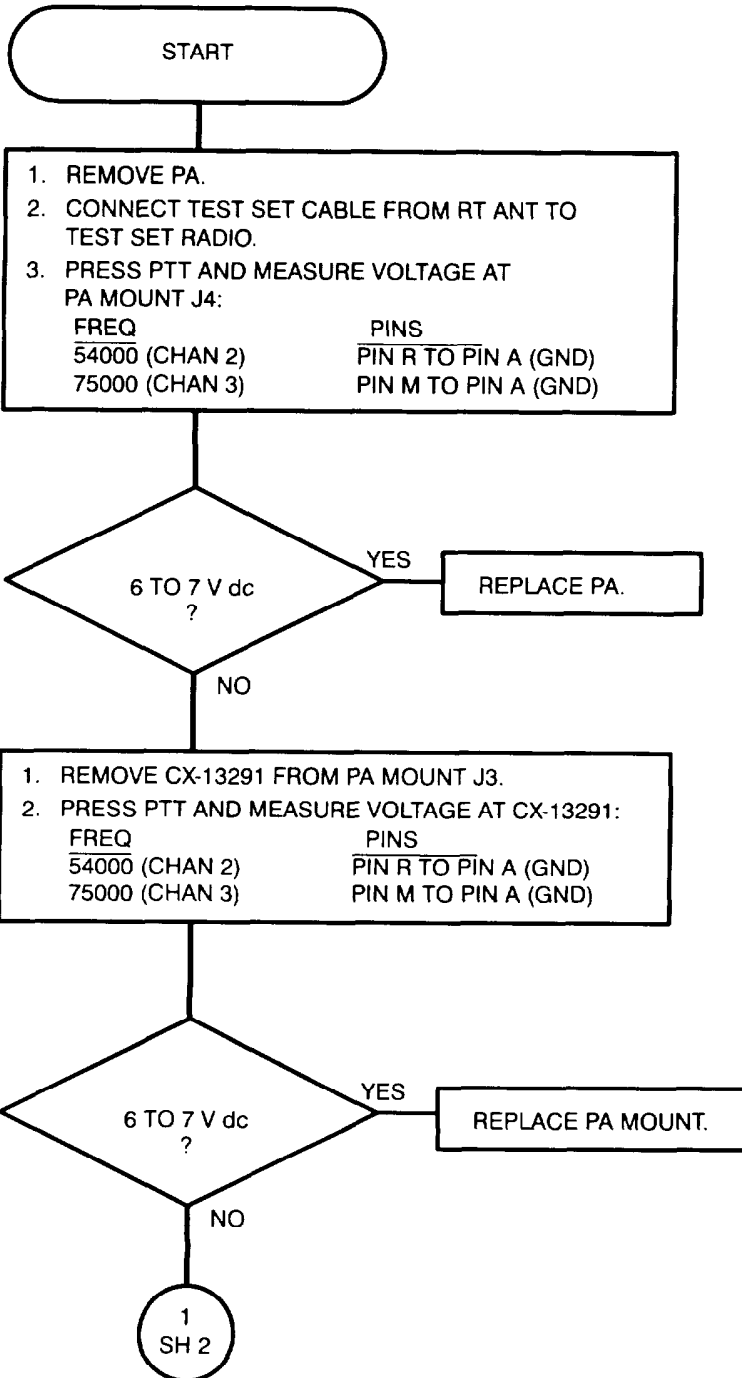 START
1. REMOVE PA.
2. CONNECT TEST SET CABLE FROM RT ANT TO
TEST SET RADIO.
3. PRESS PTT AND MEASURE VOLTAGE AT
PA MOUNT J4:
FREQ PINS
54000 (CHAN 2) PIN R TO PIN A (GND)
75000 (CHAN 3) PIN M TO PIN A (GND)
6 TO 7 V dc
?
YES
REPLACE PA.
NO
1. REMOVE CX-13291 FROM PA MOUNT J3.
2. PRESS PTT AND MEASURE VOLTAGE AT CX-13291:
FREQ PINS
54000 (CHAN 2) PIN R TO PIN A (GND)
75000 (CHAN 3) PIN M TO PIN A (GND)
6 TO 7 V dc
?
YES
REPLACE PA MOUNT.
NO
1
SH 2